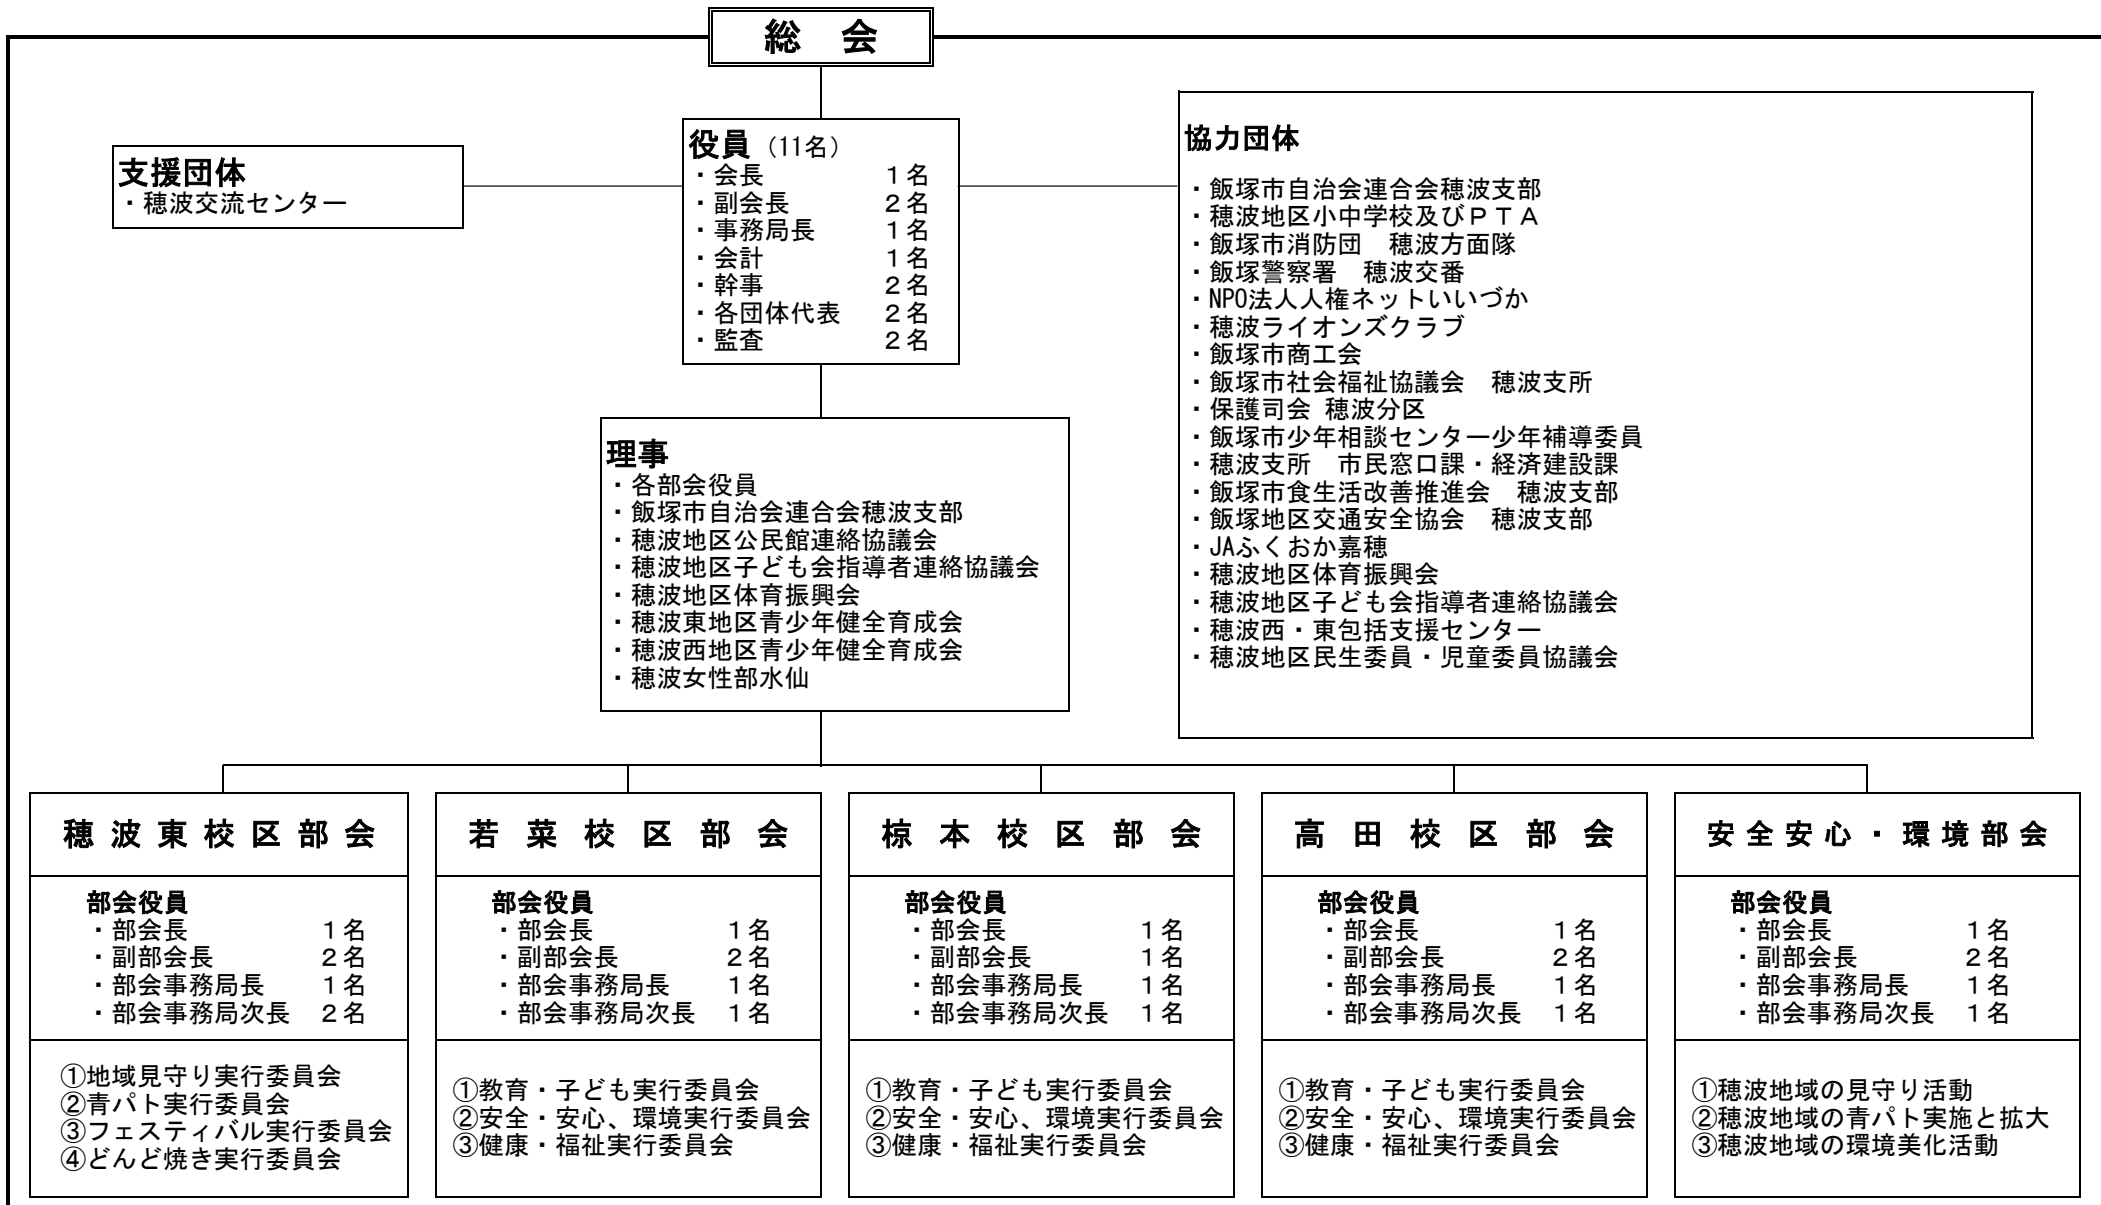 総　会
支援団体
・穂波交流センター
役員（11名）
・会長　１名
・副会長　２名
・事務局長　１名
・会計　１名
・幹事　２名
・各団体代表　２名
・監査　２名
協力団体
・飯塚市自治会連合会穂波支部
・穂波地区小中学校及びＰＴＡ
・飯塚市消防団　穂波方面隊
・飯塚警察署　穂波交番
・NPO法人人権ネットいいづか
・穂波ライオンズクラブ
・飯塚市商工会
・飯塚市社会福祉協議会　穂波支所
・保護司会 穂波分区
・飯塚市少年相談センター少年補導委員
・穂波支所　市民窓口課・経済建設課
・飯塚市食生活改善推進会　穂波支部
・飯塚地区交通安全協会　穂波支部
・JAふくおか嘉穂
・穂波地区体育振興会
・穂波地区子ども会指導者連絡協議会
・穂波西・東包括支援センター
・穂波地区民生委員・児童委員協議会
理事
・各部会役員
・飯塚市自治会連合会穂波支部
・穂波地区公民館連絡協議会
・穂波地区子ども会指導者連絡協議会
・穂波地区体育振興会
・穂波東地区青少年健全育成会
・穂波西地区青少年健全育成会
・穂波女性部水仙
穂波東校区部会
部会役員
・部会長　１名
・副部会長　２名
・部会事務局長　１名
・部会事務局次長　２名
①地域見守り実行委員会
②青パト実行委員会
③フェスティバル実行委員会
④どんど焼き実行委員会
若菜校区部会
部会役員
・部会長　１名
・副部会長　２名
・部会事務局長　１名
・部会事務局次長　１名
①教育・子ども実行委員会
②安全・安心、環境実行委員会
③健康・福祉実行委員会
椋本校区部会
部会役員
・部会長　１名
・副部会長　１名
・部会事務局長　１名
・部会事務局次長　１名
①教育・子ども実行委員会
②安全・安心、環境実行委員会
③健康・福祉実行委員会
高田校区部会
部会役員
・部会長　１名
・副部会長　２名
・部会事務局長　１名
・部会事務局次長　１名
①教育・子ども実行委員会
②安全・安心、環境実行委員会
③健康・福祉実行委員会
安全安心・環境部会
部会役員
・部会長　１名
・副部会長　２名
・部会事務局長　１名
・部会事務局次長　１名
①穂波地域の見守り活動
②穂波地域の青パト実施と拡大
③穂波地域の環境美化活動